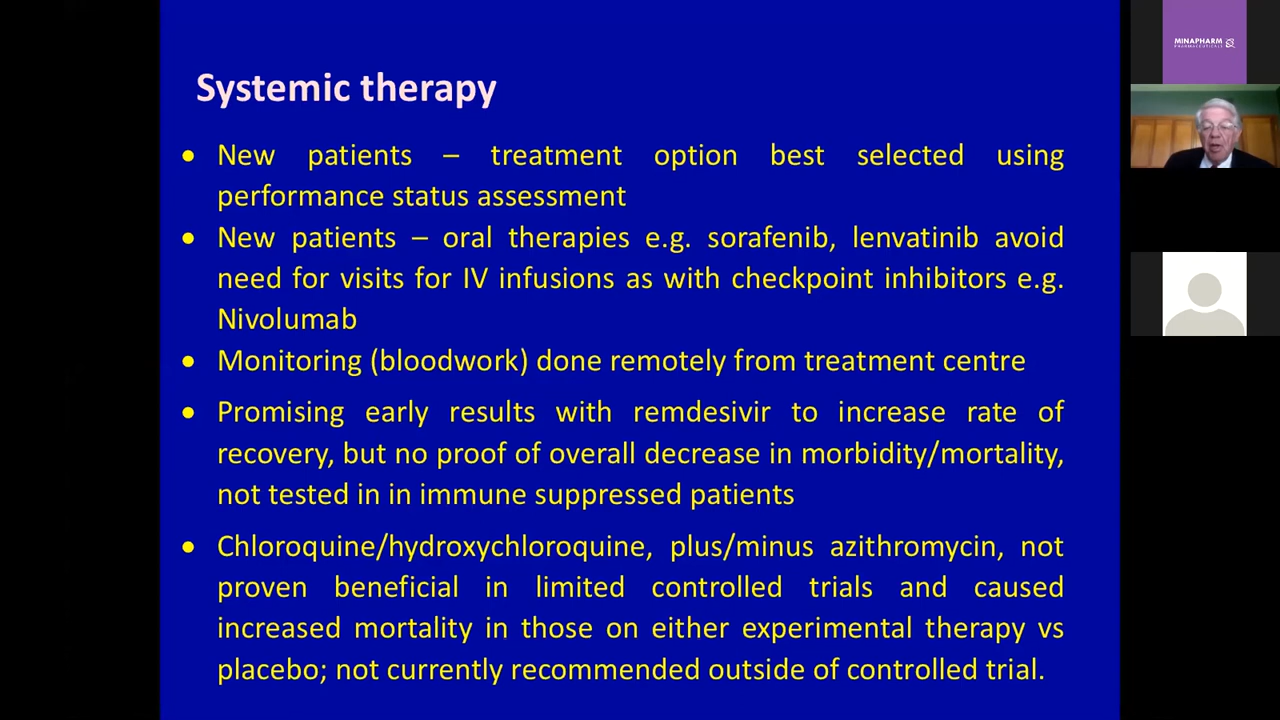 Systemic therapy
• New patients – treatment option best selected using
performance status assessment
• New patients – oral therapies e.g. sorafenib, lenvatinib avoid
need for visits for IV infusions as with checkpoint inhibitors e.g.
Nivolumab
• Monitoring (bloodwork) done remotely from treatment centre
• Promising early results with remdesivir to increase rate of
recovery, but no proof of overall decrease in morbidity/mortality,
not tested in in immune suppressed patients
• Chloroquine/hydroxychloroquine, plus/minus azithromycin, not
proven beneficial in limited controlled trials and caused
increased mortality in those on either experimental therapy vs
placebo; not currently recommended outside of controlled trial.
MINAPHARM
PHARMACEUTICALS